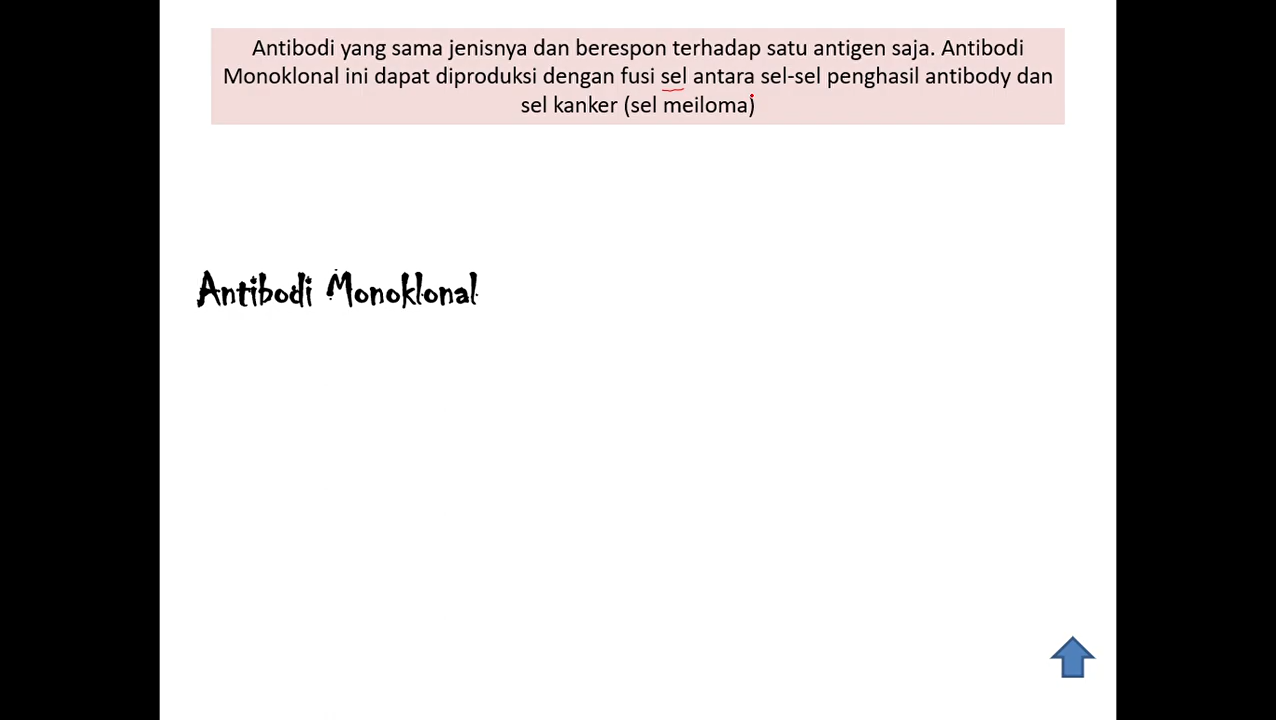 Antibodi yang sama jenisnya dan berespon terhadap satu antigen saja. Antibodi
Monoklonal ini dapat diproduksi dengan fusi sel antara sel-sel penghasil antibody dan
sel kanker (sel meiloma)
Antibodi Monoklonal